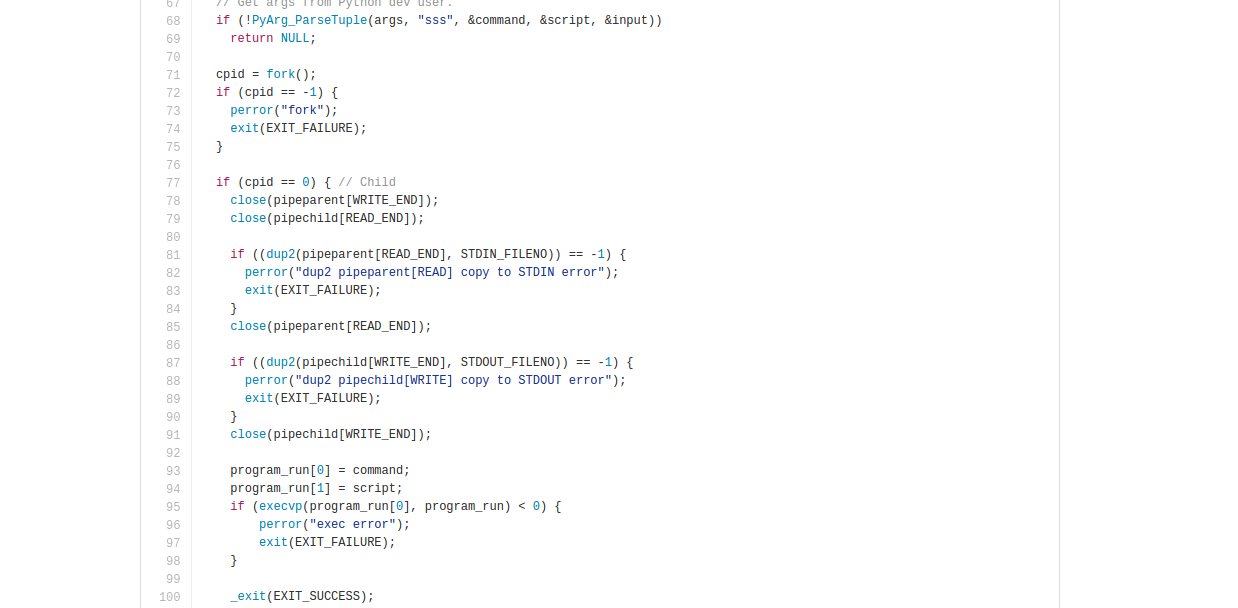 67 // Get args from Python dev user.
68 if (!PyArg_ParseTuple(args, "sss", &command, &script, &input))
69 return NULL;
70
71 cpid = fork();
72 if (cpid == -1) {
73 perror("fork");
74 exit(EXIT_FAILURE);
75 }
76
77 if (cpid == 0) { // Child
78 close(pipeparent[WRITE_END]);
79 close(pipechild[READ_END]);
80
81 if ((dup2(pipeparent[READ_END], STDIN_FILENO)) == -1) {
82 perror("dup2 pipeparent[READ] copy to STDIN error");
83 exit(EXIT_FAILURE);
84 }
85 close(pipeparent[READ_END]);
86
87 if ((dup2(pipechild[WRITE_END], STDOUT_FILENO)) == -1) {
88 perror("dup2 pipechild[WRITE] copy to STDOUT error");
89 exit(EXIT_FAILURE);
90 }
91 close(pipechild[WRITE_END]);
92
93 program_run[0] = command;
94 program_run[1] = script;
95 if (execvp(program_run[0], program_run) < 0) {
96 perror("exec error");
97 exit(EXIT_FAILURE);
98 }
99
100 _exit(EXIT_SUCCESS);